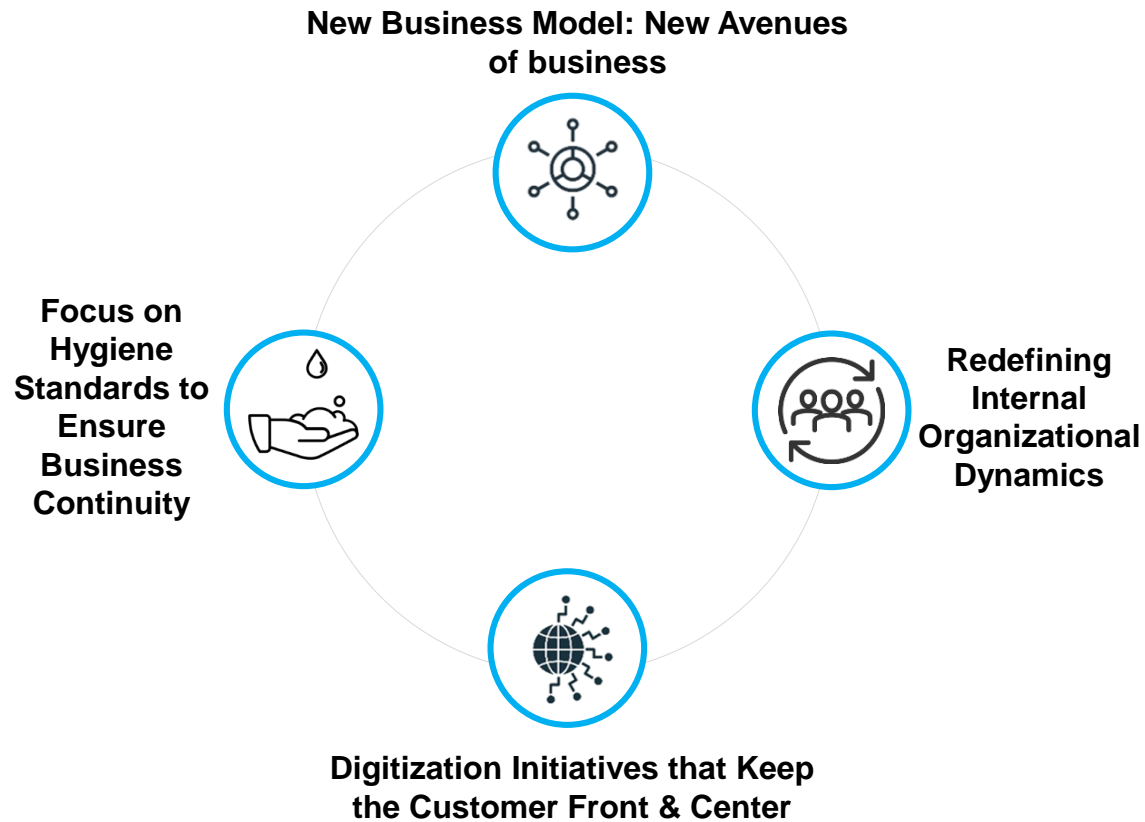 New Business Model: New Avenues
of business
Focus on
Hygiene
Standards to
Ensure
Business
Continuity
Redefining
Internal
Organizational
Dynamics
Digitization Initiatives that Keep
the Customer Front & Center